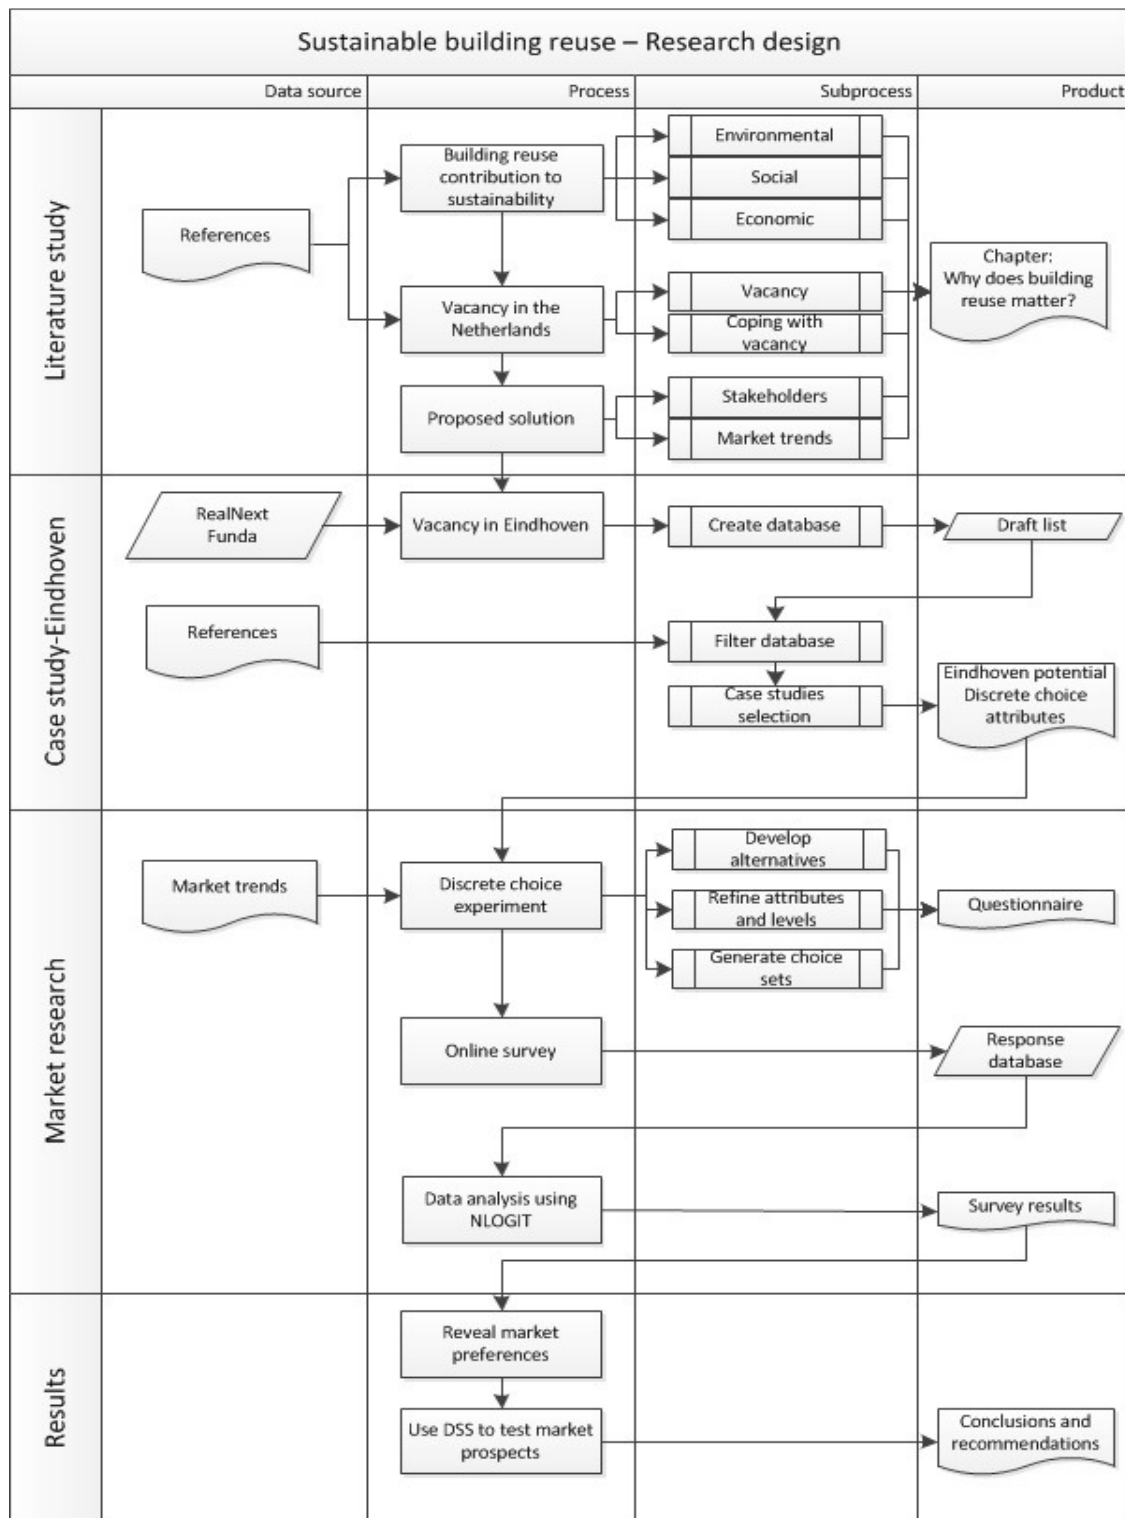 Sustainable building reuse – Research design
Data source
Process
Subprocess
Product
Literature study
References
Building reuse
contribution to
sustainability
Environmental
Social
Economic
Vacancy in the
Netherlands
Vacancy
Coping with
vacancy
Chapter:
Why does building
reuse matter?
Proposed solution
Stakeholders
Market trends
Case study-Eindhoven
RealNext
Funda
Vacancy in Eindhoven
Create database
Draft list
References
Filter database
Case studies
selection
Eindhoven potential
Discrete choice
attributes
Market research
Market trends
Discrete choice
experiment
Develop
alternatives
Refine attributes
and levels
Generate choice
sets
Questionnaire
Online survey
Response
database
Data analysis using
NLOGIT
Survey results
Results
Reveal market
preferences
Use DSS to test market
prospects
Conclusions and
recommendations